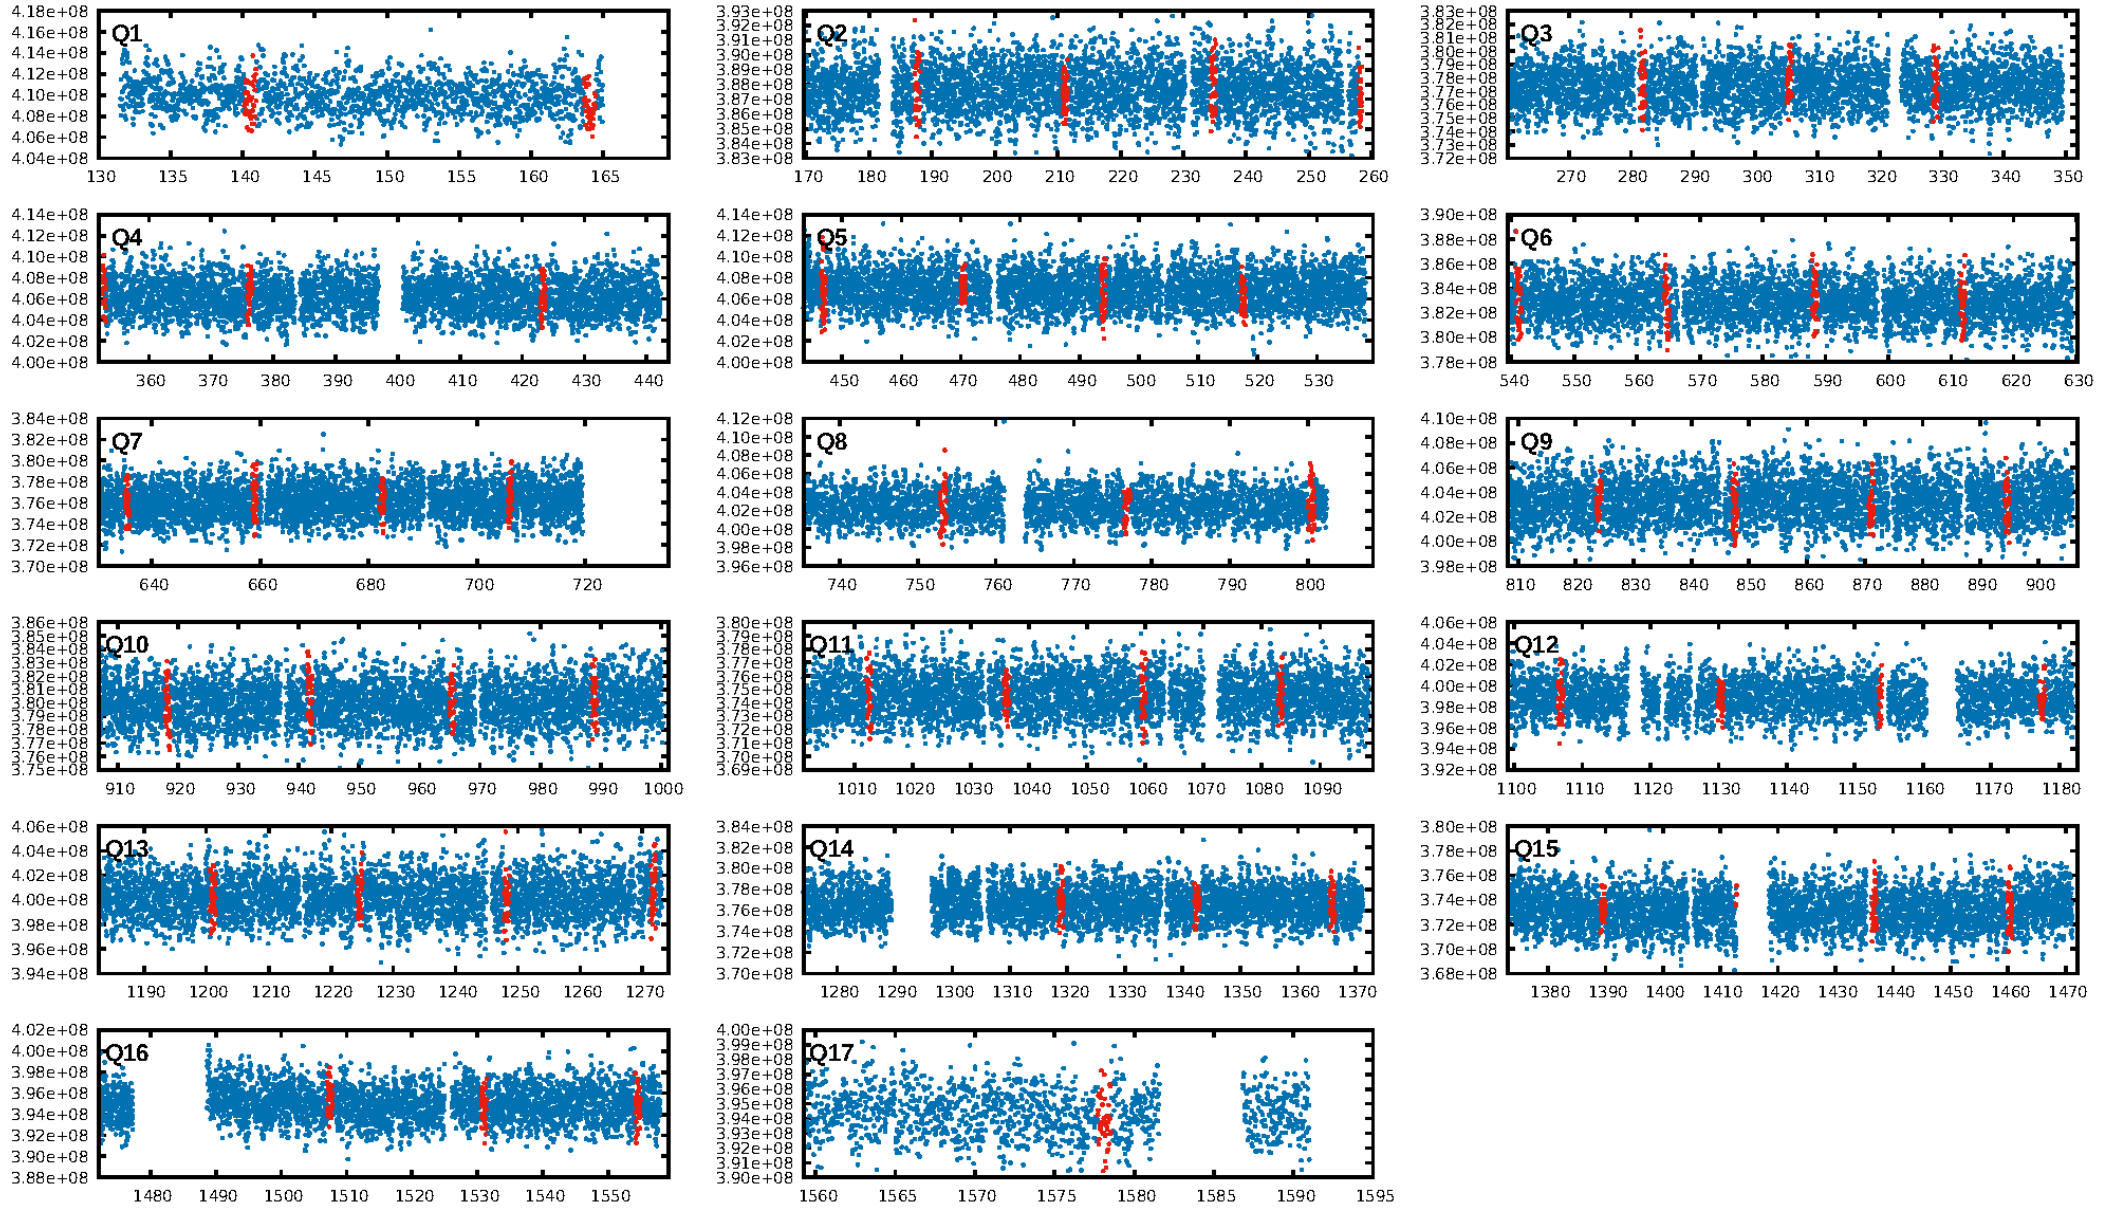 4.18e+08
4.16e+08
4.14e+08
4.12e+08
4.10e+08
4.08e+08
4.06e+08
4.04e+08
Q1
130 135 140 145 150 155 160 165
3.93e+08
3.92e+08
3.91e+08
3.90e+08
3.89e+08
3.88e+08
3.87e+08
3.86e+08
3.85e+08
3.84e+08
3.83e+08
Q2
170 180 190 200 210 220 230 240 250 260
3.83e+08
3.82e+08
3.81e+08
3.80e+08
3.79e+08
3.78e+08
3.77e+08
3.76e+08
3.75e+08
3.74e+08
3.73e+08
3.72e+08
Q3
270 280 290 300 310 320 330 340 350
4.14e+08
4.12e+08
4.10e+08
4.08e+08
4.06e+08
4.04e+08
4.02e+08
4.00e+08
Q4
360 370 380 390 400 410 420 430 440
4.14e+08
4.12e+08
4.10e+08
4.08e+08
4.06e+08
4.04e+08
4.02e+08
4.00e+08
Q5
450 460 470 480 490 500 510 520 530
3.90e+08
3.88e+08
3.86e+08
3.84e+08
3.82e+08
3.80e+08
3.78e+08
Q6
540 550 560 570 580 590 600 610 620 630
3.84e+08
3.82e+08
3.80e+08
3.78e+08
3.76e+08
3.74e+08
3.72e+08
3.70e+08
Q7
640 660 680 700 720
4.12e+08
4.10e+08
4.08e+08
4.06e+08
4.04e+08
4.02e+08
4.00e+08
3.98e+08
3.96e+08
Q8
740 750 760 770 780 790 800
4.10e+08
4.08e+08
4.06e+08
4.04e+08
4.02e+08
4.00e+08
3.98e+08
Q9
810 820 830 840 850 860 870 880 890 900
3.86e+08
3.85e+08
3.84e+08
3.83e+08
3.82e+08
3.81e+08
3.80e+08
3.79e+08
3.78e+08
3.77e+08
3.76e+08
3.75e+08
Q10
910 920 930 940 950 960 970 980 990 1000
3.80e+08
3.79e+08
3.78e+08
3.77e+08
3.76e+08
3.75e+08
3.74e+08
3.73e+08
3.72e+08
3.71e+08
3.70e+08
3.69e+08
Q11
1010 1020 1030 1040 1050 1060 1070 1080 1090
4.06e+08
4.04e+08
4.02e+08
4.00e+08
3.98e+08
3.96e+08
3.94e+08
3.92e+08
Q12
1100 1110 1120 1130 1140 1150 1160 1170 1180
4.06e+08
4.04e+08
4.02e+08
4.00e+08
3.98e+08
3.96e+08
3.94e+08
Q13
1190 1200 1210 1220 1230 1240 1250 1260 1270
3.84e+08
3.82e+08
3.80e+08
3.78e+08
3.76e+08
3.74e+08
3.72e+08
3.70e+08
Q14
1280 1290 1300 1310 1320 1330 1340 1350 1360 1370
3.80e+08
3.78e+08
3.76e+08
3.74e+08
3.72e+08
3.70e+08
3.68e+08
Q15
1380 1390 1400 1410 1420 1430 1440 1450 1460 1470
4.02e+08
4.00e+08
3.98e+08
3.96e+08
3.94e+08
3.92e+08
3.90e+08
3.88e+08
Q16
1480 1490 1500 1510 1520 1530 1540 1550
4.00e+08
3.99e+08
3.98e+08
3.97e+08
3.96e+08
3.95e+08
3.94e+08
3.93e+08
3.92e+08
3.91e+08
3.90e+08
Q17
1560 1565 1570 1575 1580 1585 1590 1595